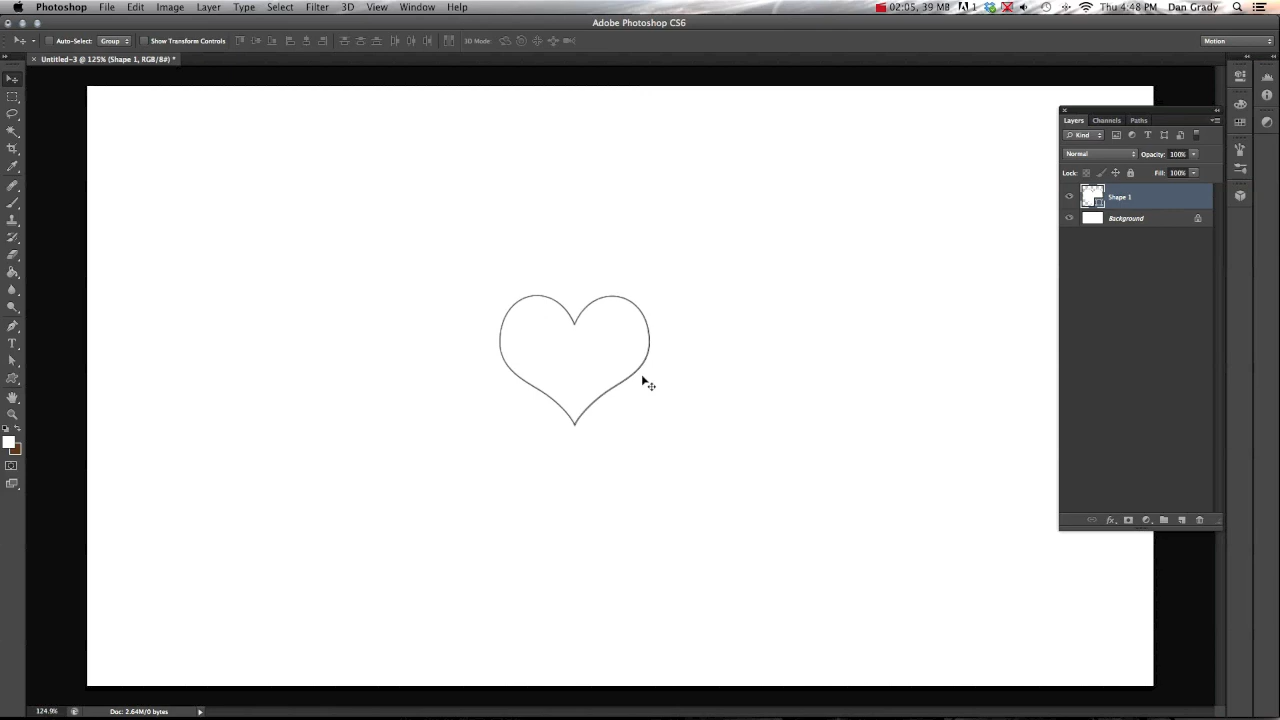 Photoshop File Edit Image Layer Type Select Filter 3D View Window Help 02:05, 39 MB 1 Thu 4:48 PM Dan Grady
Adobe Photoshop CS6
Auto-Select: Group Show Transform Controls 3D Mode: Motion
Untitled-3 @ 125% (Shape 1, RGB/8#) *
Layers Channels Paths
Kind
Normal Opacity: 100%
Lock: Fill: 100%
Shape 1
Background
fx
124.9% Doc: 2.64M/0 bytes